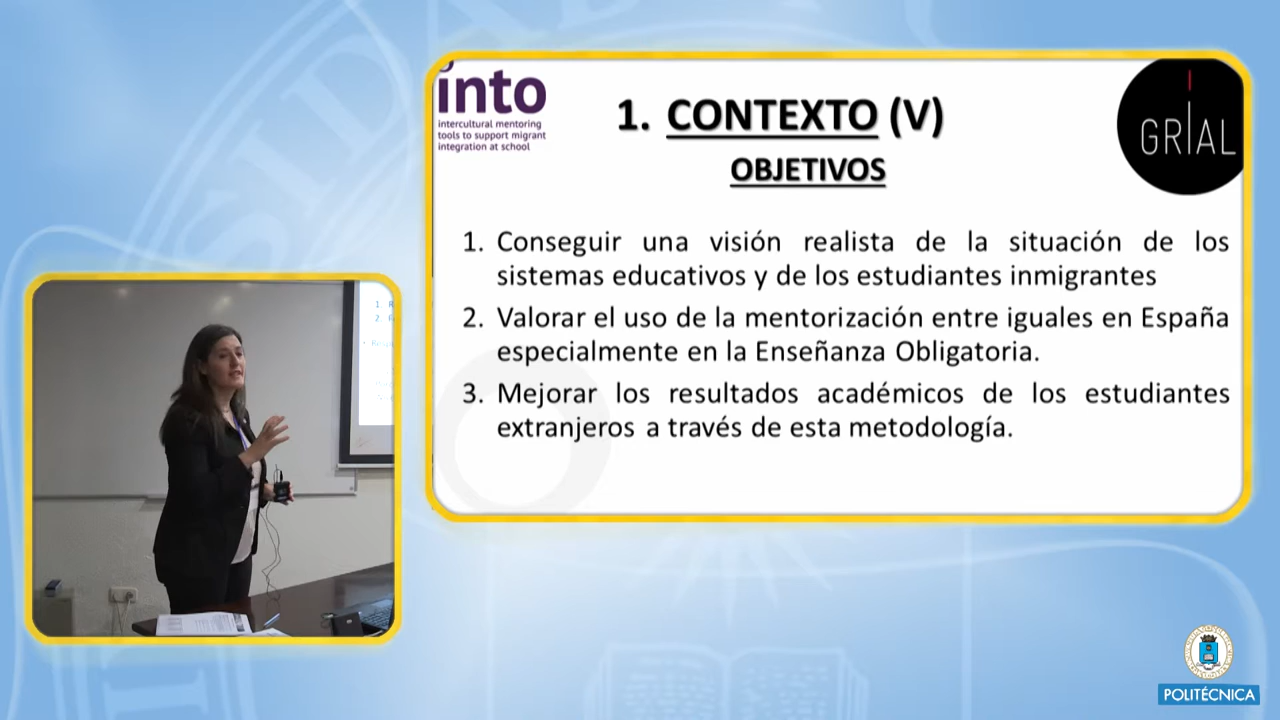 into
intercultural mentoring
tools to support migrant
integration at school
1. CONTEXTO (V)
OBJETIVOS
GRIAL
1. Conseguir una visión realista de la situación de los
sistemas educativos y de los estudiantes inmigrantes
2. Valorar el uso de la mentorización entre iguales en España
especialmente en la Enseñanza Obligatoria.
3. Mejorar los resultados académicos de los estudiantes
extranjeros a través de esta metodología.
1. R
2. F
POLITÉCNICA